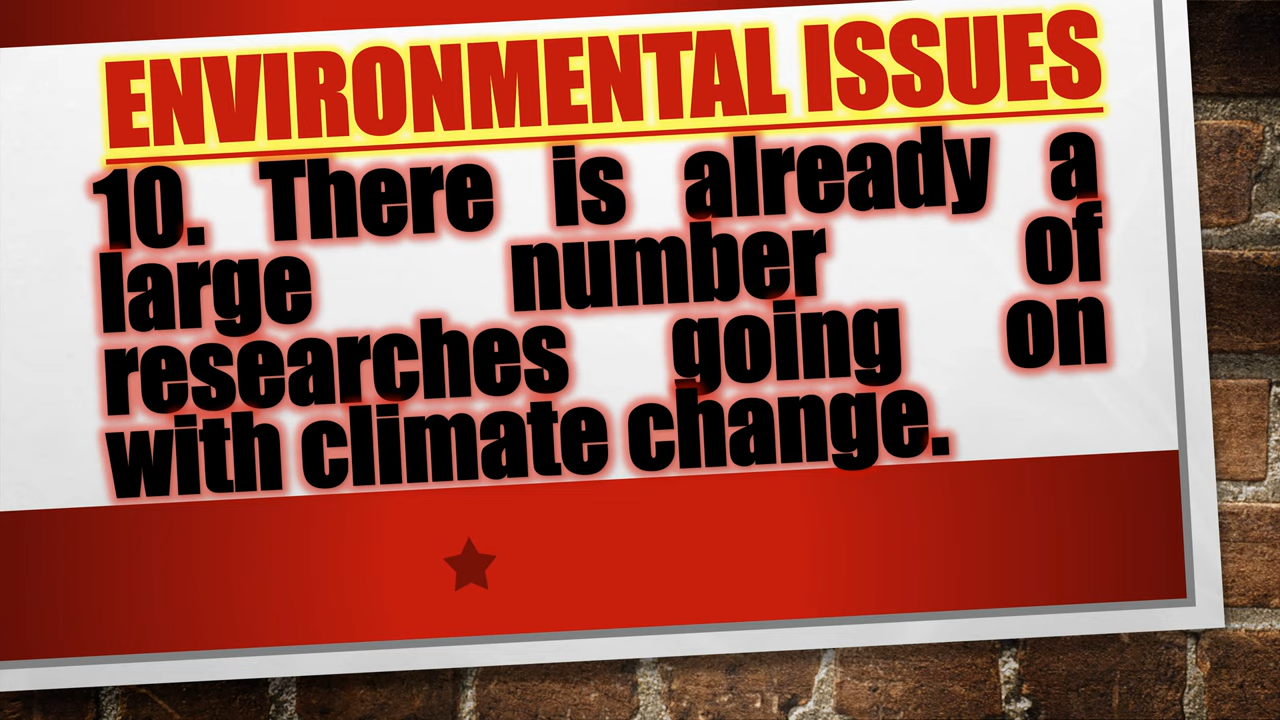 ENVIRONMENTAL ISSUES
10. There is already a
large number of
researches going on
with climate change.